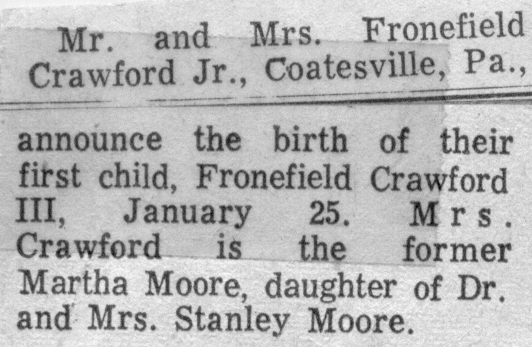 Mr. and Mrs. Fronefield
Crawford Jr., Coatesville, Pa.,
announce the birth of their
first child, Fronefield Crawford
III, January 25. Mrs.
Crawford is the former
Martha Moore, daughter of Dr.
and Mrs. Stanley Moore.